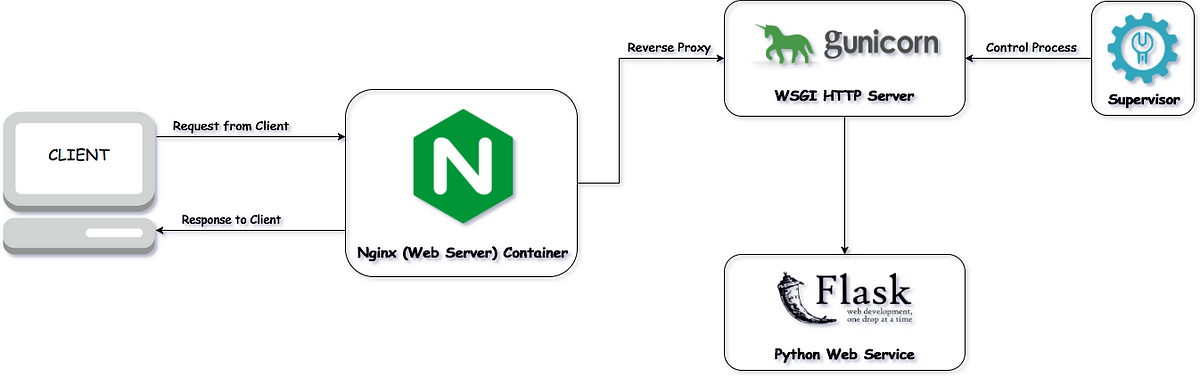 CLIENT
Request from Client
Response to Client
N
Nginx (Web Server) Container
Reverse Proxy
gunicorn
WSGI HTTP Server
Control Process
Supervisor
Flask
web development,
one drop at a time
Python Web Service